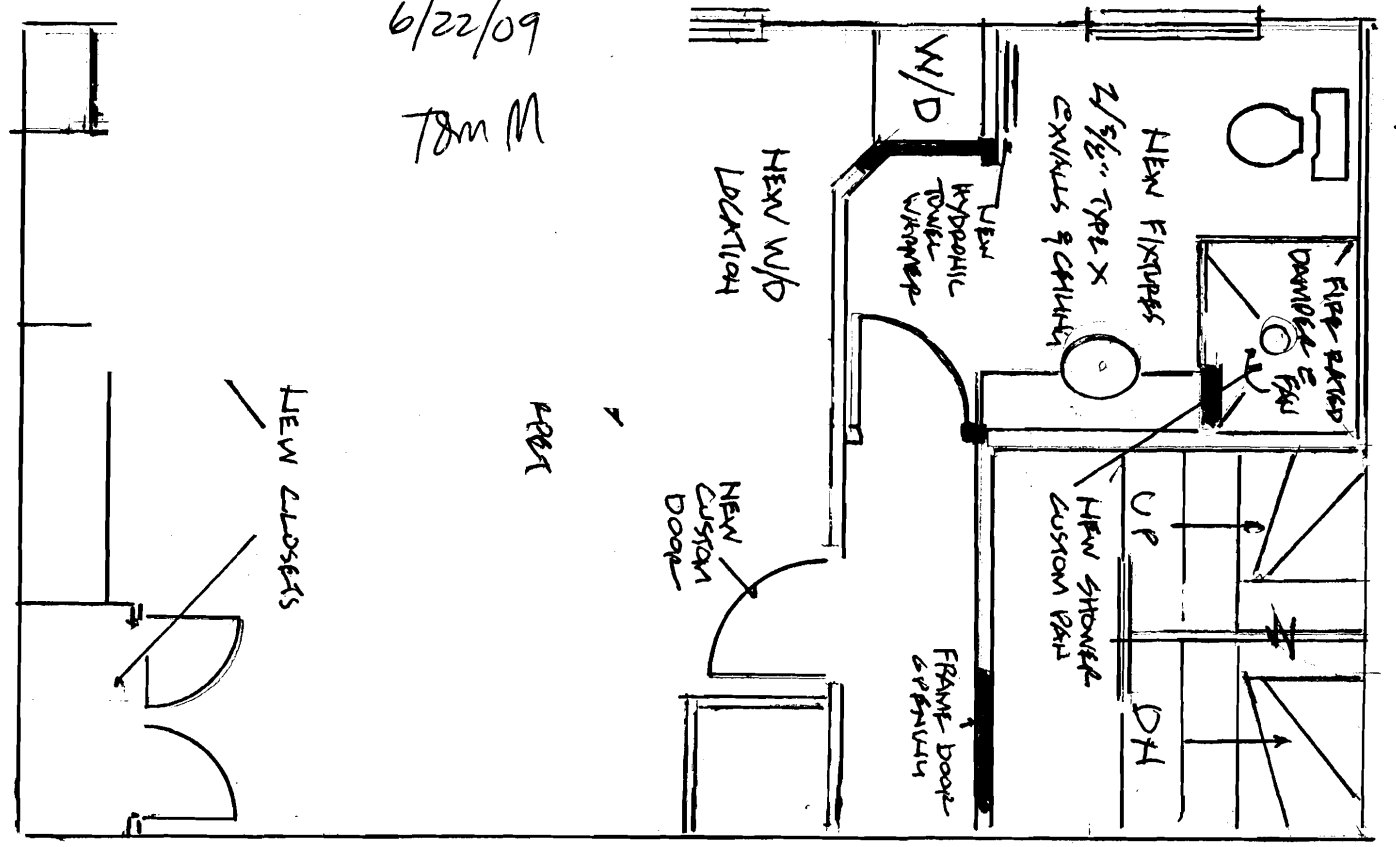 6/22/09
Tom M
W/D
NEW W/D
LOCATION
NEW
HYDRONIC
TOWEL
WARMER
NEW FIXTURES
2/5/8" TYPE X
@ WALLS & CEILING
FIRE RATED
DAMPER @
FAN
NEW SHOWER
CUSTOM PAN
UP
DN
FRAME DOOR
OPENING
NEW
CUSTOM
DOOR
NEW CLOSETS